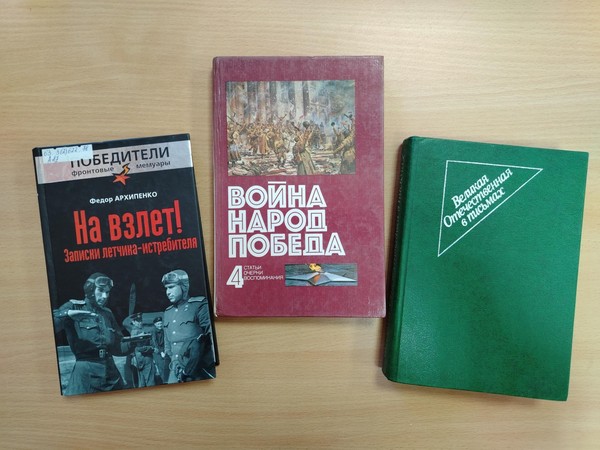 ПОБЕДИТЕЛИ
фронтовые мемуары
Федор АРХИПЕНКО
На взлет!
Записки летчика-истребителя
ВОЙНА
НАРОД
ПОБЕДА
4
СТАТЬИ
ОЧЕРКИ
ВОСПОМИНАНИЯ
Великая
Отечественная
в письмах